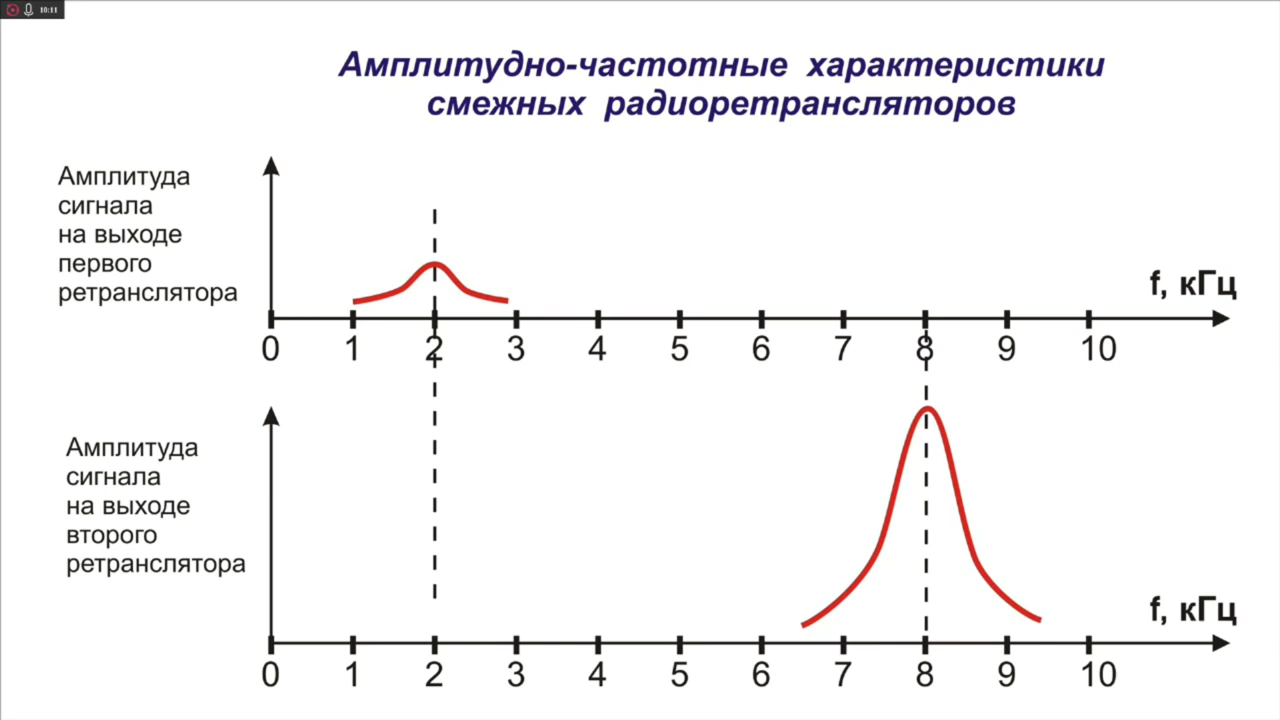 10:11
Амплитудно-частотные характеристики
смежных радиоретрансляторов
Амплитуда
сигнала
на выходе
первого
ретранслятора
f, кГц
0 1 2 3 4 5 6 7 8 9 10
Амплитуда
сигнала
на выходе
второго
ретранслятора
f, кГц
0 1 2 3 4 5 6 7 8 9 10